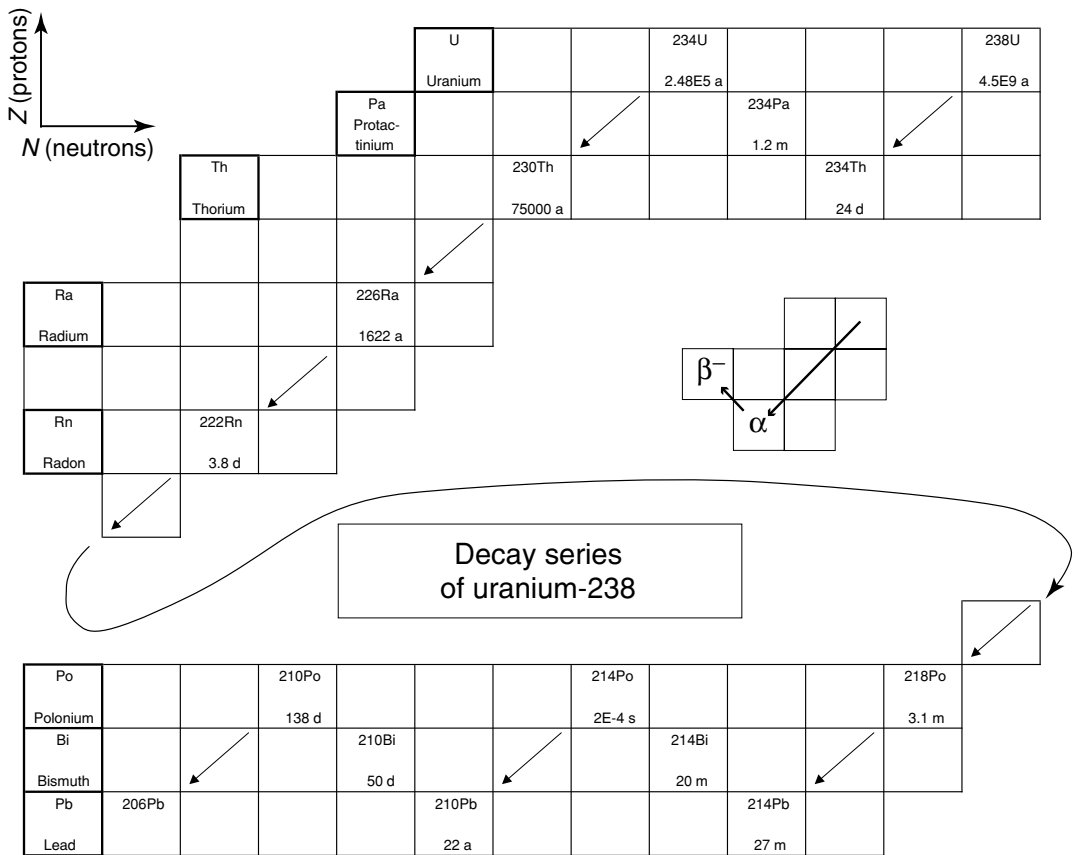 Z (protons)
N (neutrons)
U
Uranium
234U
2.48E5 a
238U
4.5E9 a
Pa
Protac-
tinium
234Pa
1.2 m
Th
Thorium
230Th
75000 a
234Th
24 d
Ra
Radium
226Ra
1622 a
β−
α
Rn
Radon
222Rn
3.8 d
Decay series
of uranium-238
Po
Polonium
210Po
138 d
214Po
2E-4 s
218Po
3.1 m
Bi
Bismuth
210Bi
50 d
214Bi
20 m
Pb
Lead
206Pb
210Pb
22 a
214Pb
27 m